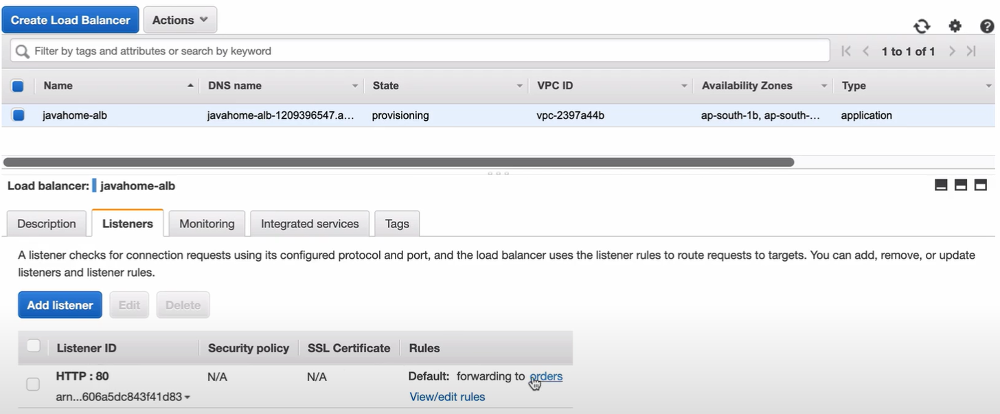 Create Load Balancer Actions
Filter by tags and attributes or search by keyword 1 to 1 of 1
Name DNS name State VPC ID Availability Zones Type
javahome-alb javahome-alb-1209396547.a... provisioning vpc-2397a44b ap-south-1b, ap-south-... application
Load balancer: javahome-alb
Description Listeners Monitoring Integrated services Tags
A listener checks for connection requests using its configured protocol and port, and the load balancer uses the listener rules to route requests to targets. You can add, remove, or update
listeners and listener rules.
Add listener Edit Delete
Listener ID Security policy SSL Certificate Rules
HTTP : 80 N/A N/A Default: forwarding to orders
arn...606a5dc843f41d83 View/edit rules